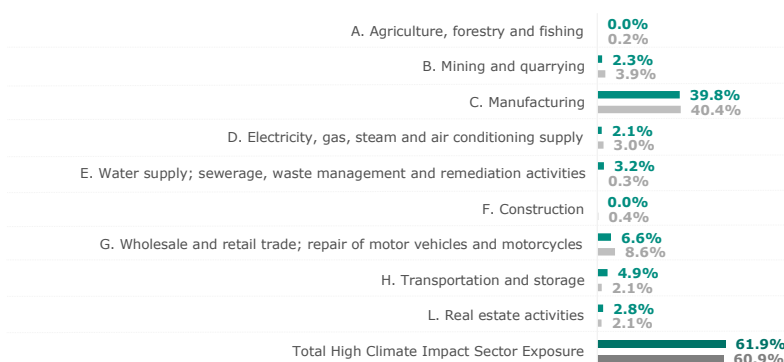 A. Agriculture, forestry and fishing
0.0%
0.2%
B. Mining and quarrying
2.3%
3.9%
C. Manufacturing
39.8%
40.4%
D. Electricity, gas, steam and air conditioning supply
2.1%
3.0%
E. Water supply; sewerage, waste management and remediation activities
3.2%
0.3%
F. Construction
0.0%
0.4%
G. Wholesale and retail trade; repair of motor vehicles and motorcycles
6.6%
8.6%
H. Transportation and storage
4.9%
2.1%
L. Real estate activities
2.8%
2.1%
Total High Climate Impact Sector Exposure
61.9%
60.9%